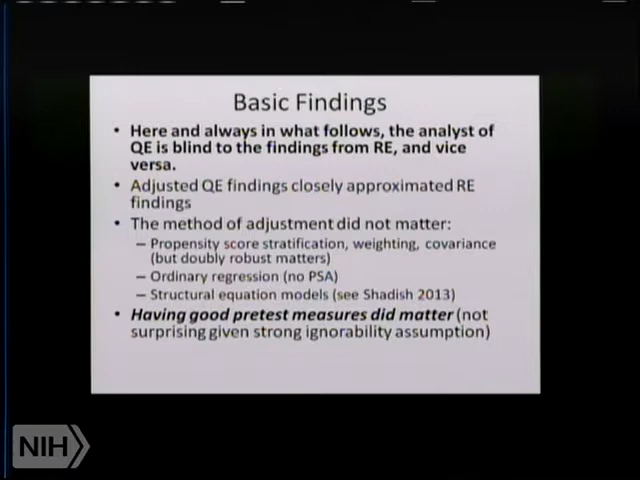 Basic Findings
• Here and always in what follows, the analyst of
QE is blind to the findings from RE, and vice
versa.
• Adjusted QE findings closely approximated RE
findings
• The method of adjustment did not matter:
– Propensity score stratification, weighting, covariance
(but doubly robust matters)
– Ordinary regression (no PSA)
– Structural equation models (see Shadish 2013)
• Having good pretest measures did matter (not
surprising given strong ignorability assumption)
NIH